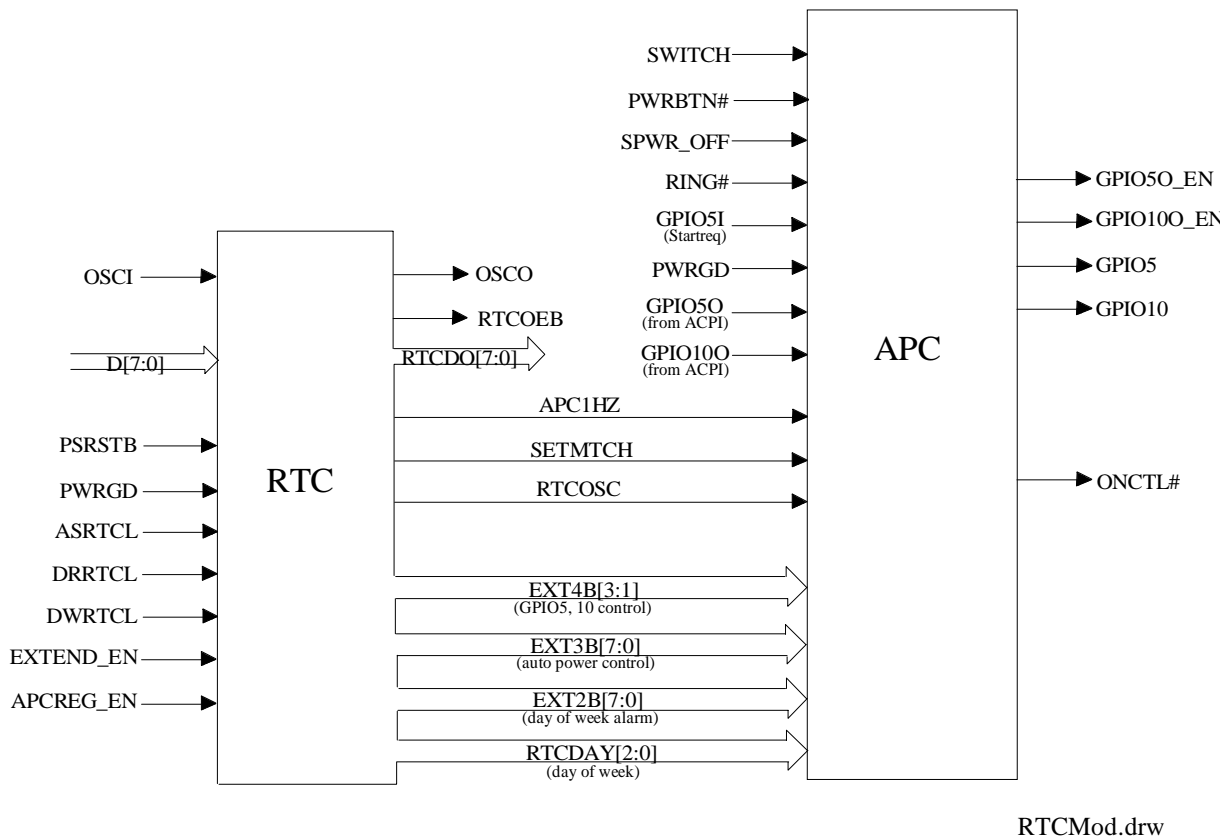 SWITCH
PWRBTN#
SPWR_OFF
RING#
GPIO5I
(Startreq)
PWRGD
GPIO5O
(from ACPI)
GPIO10O
(from ACPI)
APC
GPIO5O_EN
GPIO10O_EN
GPIO5
GPIO10
ONCTL#
OSCI
D[7:0]
PSRSTB
PWRGD
ASRTCL
DRRTCL
DWRTCL
EXTEND_EN
APCREG_EN
RTC
OSCO
RTCOEB
RTCDO[7:0]
APC1HZ
SETMTCH
RTCOSC
EXT4B[3:1]
(GPIO5, 10 control)
EXT3B[7:0]
(auto power control)
EXT2B[7:0]
(day of week alarm)
RTCDAY[2:0]
(day of week)
RTCMod.drw